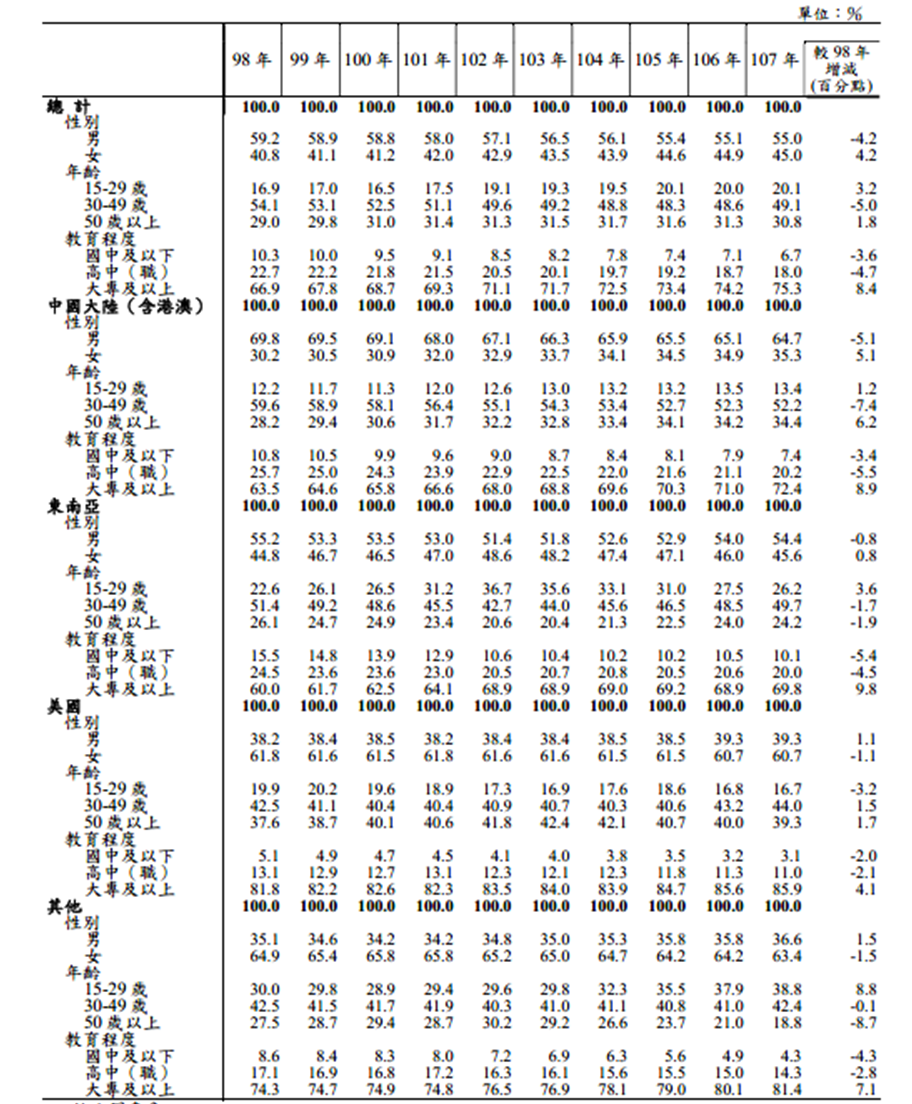 單位：%
98 年 99 年 100 年 101 年 102 年 103 年 104 年 105 年 106 年 107 年 較 98 年增減(百分點)
總 計 100.0 100.0 100.0 100.0 100.0 100.0 100.0 100.0 100.0 100.0
性別
男 59.2 58.9 58.8 58.0 57.1 56.5 56.1 55.4 55.1 55.0 -4.2
女 40.8 41.1 41.2 42.0 42.9 43.5 43.9 44.6 44.9 45.0 4.2
年齡
15-29 歲 16.9 17.0 16.5 17.5 19.1 19.3 19.5 20.1 20.0 20.1 3.2
30-49 歲 54.1 53.1 52.5 51.1 49.6 49.2 48.8 48.3 48.6 49.1 -5.0
50 歲以上 29.0 29.8 31.0 31.4 31.3 31.5 31.7 31.6 31.3 30.8 1.8
教育程度
國中及以下 10.3 10.0 9.5 9.1 8.5 8.2 7.8 7.4 7.1 6.7 -3.6
高中（職） 22.7 22.2 21.8 21.5 20.5 20.1 19.7 19.2 18.7 18.0 -4.7
大專及以上 66.9 67.8 68.7 69.3 71.1 71.7 72.5 73.4 74.2 75.3 8.4
中國大陸（含港澳） 100.0 100.0 100.0 100.0 100.0 100.0 100.0 100.0 100.0 100.0
性別
男 69.8 69.5 69.1 68.0 67.1 66.3 65.9 65.5 65.1 64.7 -5.1
女 30.2 30.5 30.9 32.0 32.9 33.7 34.1 34.5 34.9 35.3 5.1
年齡
15-29 歲 12.2 11.7 11.3 12.0 12.6 13.0 13.2 13.2 13.5 13.4 1.2
30-49 歲 59.6 58.9 58.1 56.4 55.1 54.3 53.4 52.7 52.3 52.2 -7.4
50 歲以上 28.2 29.4 30.6 31.7 32.2 32.8 33.4 34.1 34.2 34.4 6.2
教育程度
國中及以下 10.8 10.5 9.9 9.6 9.0 8.7 8.4 8.1 7.9 7.4 -3.4
高中（職） 25.7 25.0 24.3 23.9 22.9 22.5 22.0 21.6 21.1 20.2 -5.5
大專及以上 63.5 64.6 65.8 66.6 68.0 68.8 69.6 70.3 71.0 72.4 8.9
東南亞 100.0 100.0 100.0 100.0 100.0 100.0 100.0 100.0 100.0 100.0
性別
男 55.2 53.3 53.5 53.0 51.4 51.8 52.6 52.9 54.0 54.4 -0.8
女 44.8 46.7 46.5 47.0 48.6 48.2 47.4 47.1 46.0 45.6 0.8
年齡
15-29 歲 22.6 26.1 26.5 31.2 36.7 35.6 33.1 31.0 27.5 26.2 3.6
30-49 歲 51.4 49.2 48.6 45.5 42.7 44.0 45.6 46.5 48.5 49.7 -1.7
50 歲以上 26.1 24.7 24.9 23.4 20.6 20.4 21.3 22.5 24.0 24.2 -1.9
教育程度
國中及以下 15.5 14.8 13.9 12.9 10.6 10.4 10.2 10.2 10.5 10.1 -5.4
高中（職） 24.5 23.6 23.6 23.0 20.5 20.7 20.8 20.5 20.6 20.0 -4.5
大專及以上 60.0 61.7 62.5 64.1 68.9 68.9 69.0 69.2 68.9 69.8 9.8
美國 100.0 100.0 100.0 100.0 100.0 100.0 100.0 100.0 100.0 100.0
性別
男 38.2 38.4 38.5 38.2 38.4 38.4 38.5 38.5 39.3 39.3 1.1
女 61.8 61.6 61.5 61.8 61.6 61.6 61.5 61.5 60.7 60.7 -1.1
年齡
15-29 歲 19.9 20.2 19.6 18.9 17.3 16.9 17.6 18.6 16.8 16.7 -3.2
30-49 歲 42.5 41.1 40.4 40.4 40.9 40.7 40.3 40.6 43.2 44.0 1.5
50 歲以上 37.6 38.7 40.1 40.6 41.8 42.4 42.1 40.7 40.0 39.3 1.7
教育程度
國中及以下 5.1 4.9 4.7 4.5 4.1 4.0 3.8 3.5 3.2 3.1 -2.0
高中（職） 13.1 12.9 12.7 13.1 12.3 12.1 12.3 11.8 11.3 11.0 -2.1
大專及以上 81.8 82.2 82.6 82.3 83.5 84.0 83.9 84.7 85.6 85.9 4.1
其他 100.0 100.0 100.0 100.0 100.0 100.0 100.0 100.0 100.0 100.0
性別
男 35.1 34.6 34.2 34.2 34.8 35.0 35.3 35.8 35.8 36.6 1.5
女 64.9 65.4 65.8 65.8 65.2 65.0 64.7 64.2 64.2 63.4 -1.5
年齡
15-29 歲 30.0 29.8 28.9 29.4 29.6 29.8 32.3 35.5 37.9 38.8 8.8
30-49 歲 42.5 41.5 41.7 41.9 40.3 41.0 41.1 40.8 41.0 42.4 -0.1
50 歲以上 27.5 28.7 29.4 28.7 30.2 29.2 26.6 23.7 21.0 18.8 -8.7
教育程度
國中及以下 8.6 8.4 8.3 8.0 7.2 6.9 6.3 5.6 4.9 4.3 -4.3
高中（職） 17.1 16.9 16.8 17.2 16.3 16.1 15.6 15.5 15.0 14.3 -2.8
大專及以上 74.3 74.7 74.9 74.8 76.5 76.9 78.1 79.0 80.1 81.4 7.1